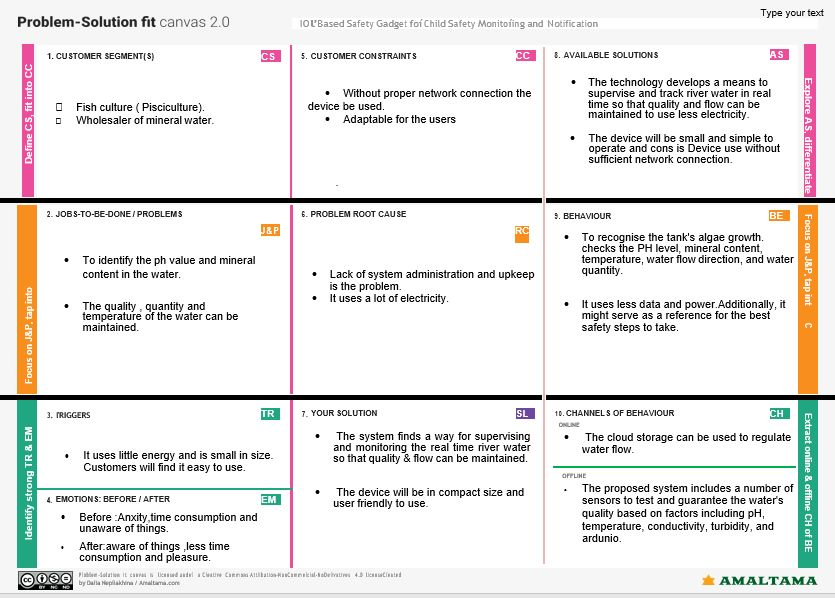 Type your text
Problem-Solution fit canvas 2.0
IOT Based Safety Gadget for Child Safety Monitoring and Notification
Define CS, fit into CC
1. CUSTOMER SEGMENT(S)
CS
Fish culture ( Pisciculture).
Wholesaler of mineral water.
5. CUSTOMER CONSTRAINTS
CC
• Without proper network connection the
device be used.
• Adaptable for the users
.
8. AVAILABLE SOLUTIONS
AS
• The technology develops a means to
supervise and track river water in real
time so that quality and flow can be
maintained to use less electricity.
• The device will be small and simple to
operate and cons is Device use without
sufficient network connection.
Explore AS, differentiate
Focus on J&P, tap into
2. JOBS-TO-BE-DONE / PROBLEMS
J&P
• To identify the ph value and mineral
content in the water.
• The quality , quantity and
temperature of the water can be
maintained.
6. PROBLEM ROOT CAUSE
RC
• Lack of system administration and upkeep
is the problem.
• It uses a lot of electricity.
9. BEHAVIOUR
BE
• To recognise the tank's algae growth.
checks the PH level, mineral content,
temperature, water flow direction, and water
quantity.
• It uses less data and power.Additionally, it
might serve as a reference for the best
safety steps to take.
Focus on J&P, tap int C
Identify strong TR & EM
3. TRIGGERS
TR
• It uses little energy and is small in size.
Customers will find it easy to use.
4. EMOTIONS: BEFORE / AFTER
EM
• Before :Anxity,time consumption and
unaware of things.
• After:aware of things ,less time
consumption and pleasure.
7. YOUR SOLUTION
SL
• The system finds a way for supervising
and monitoring the real time river water
so that quality & flow can be maintained.
• The device will be in compact size and
user friendly to use.
10. CHANNELS OF BEHAVIOUR
CH
ONLINE
• The cloud storage can be used to regulate
water flow.
OFFLINE
• The proposed system includes a number of
sensors to test and guarantee the water's
quality based on factors including pH,
temperature, conductivity, turbidity, and
ardunio.
Extract online & offline CH of BE
CC BY NC ND
Problem-Solution fit canvas is licensed under a Creative Commons Attribution-NonCommercial-NoDerivatives 4.0 licenseCreated
by Daria Nepriakhina / Amaltama.com
AMALTAMA